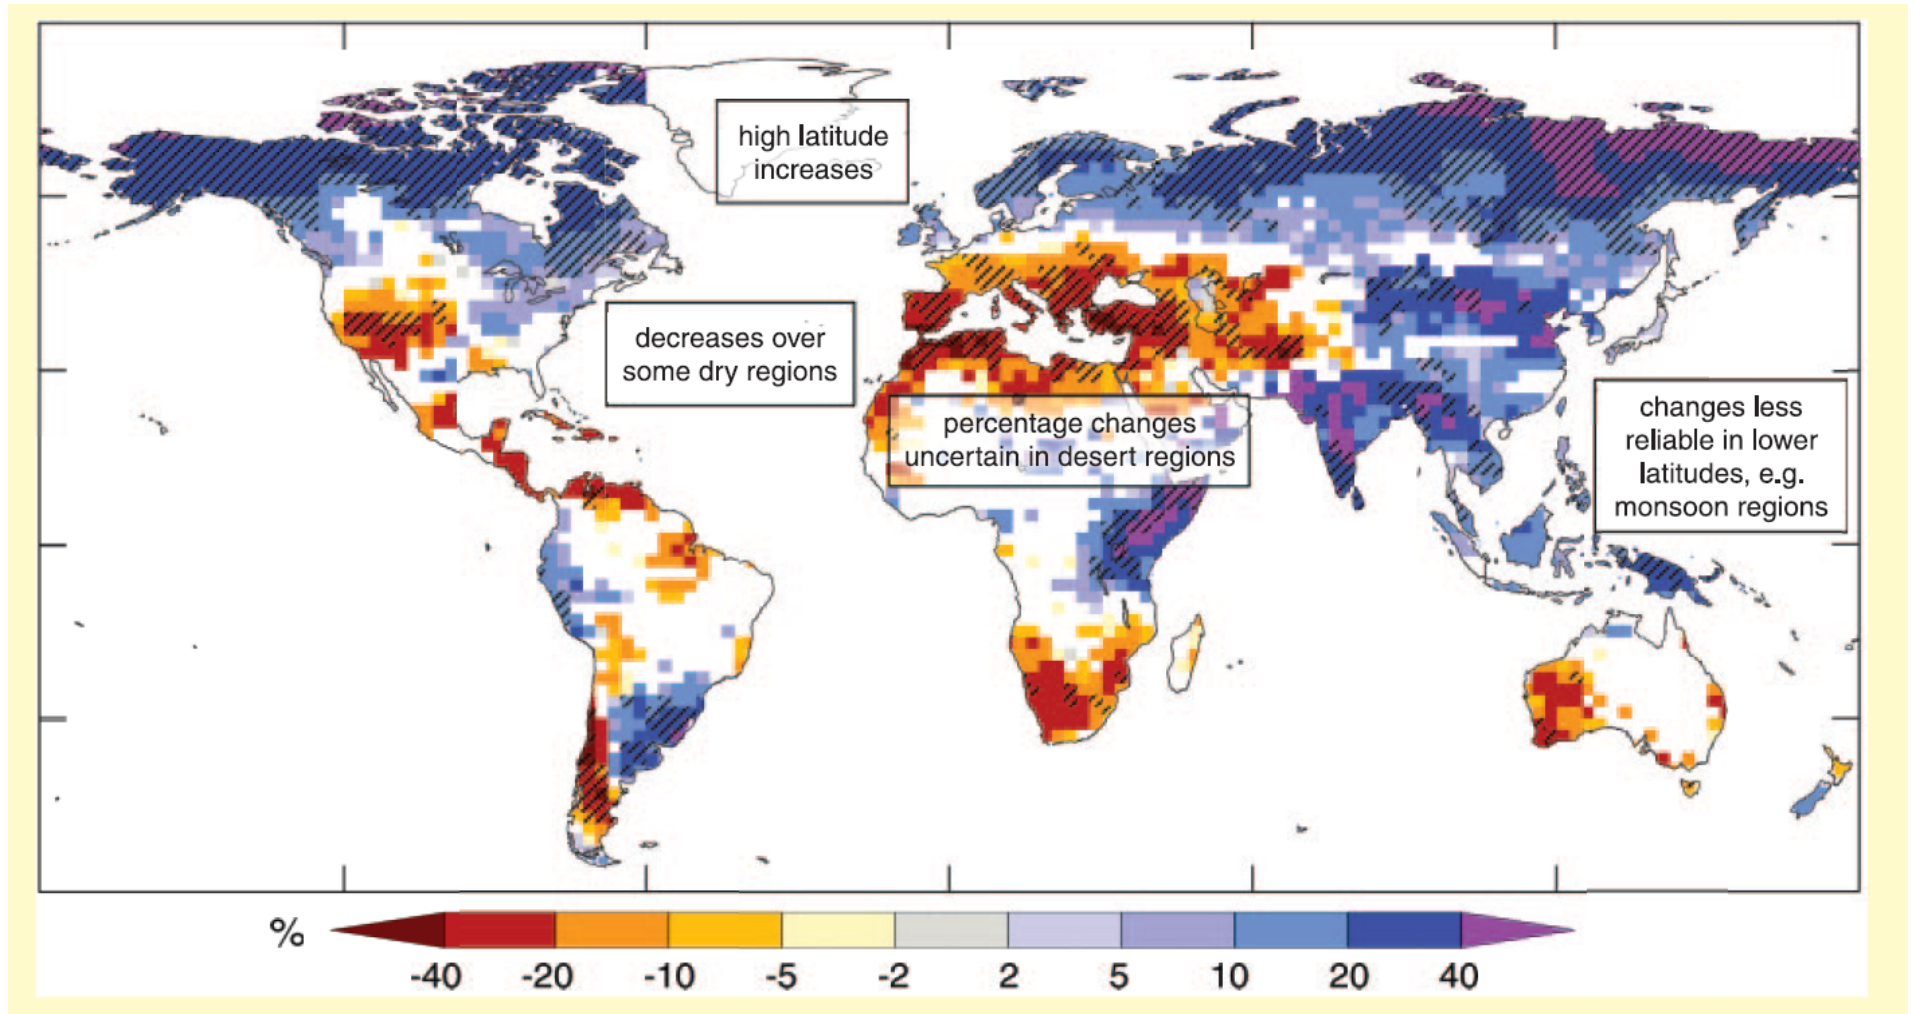 high latitude
increases
decreases over
some dry regions
percentage changes
uncertain in desert regions
changes less
reliable in lower
latitudes, e.g.
monsoon regions
%
-40 -20 -10 -5 -2 2 5 10 20 40